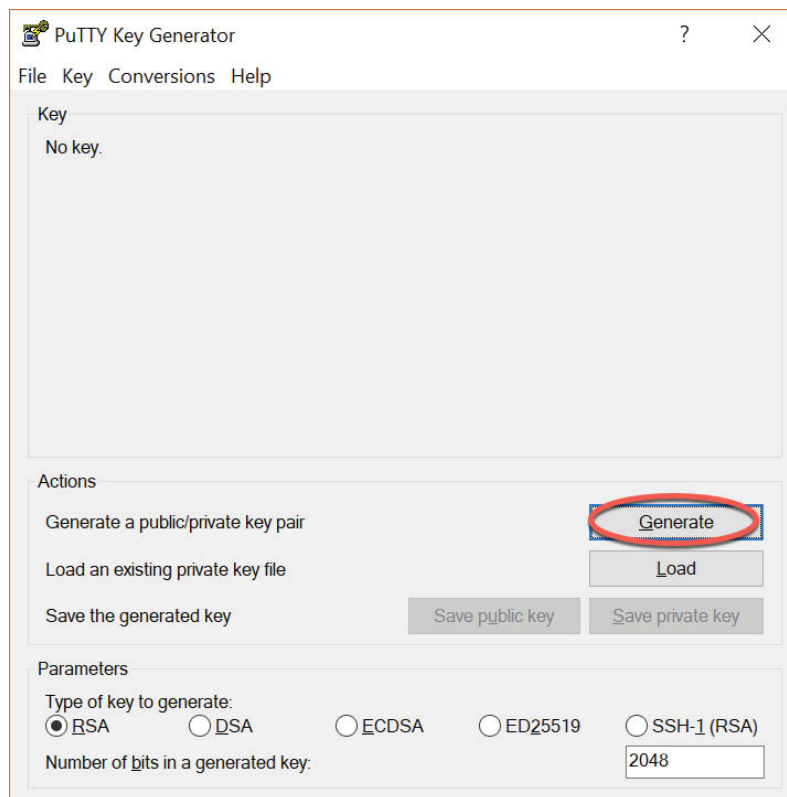 PuTTY Key Generator ?
File Key Conversions Help
Key
No key.
Actions
Generate a public/private key pair Generate
Load an existing private key file Load
Save the generated key Save public key Save private key
Parameters
Type of key to generate:
RSA DSA ECDSA ED25519 SSH-1 (RSA)
Number of bits in a generated key: 2048